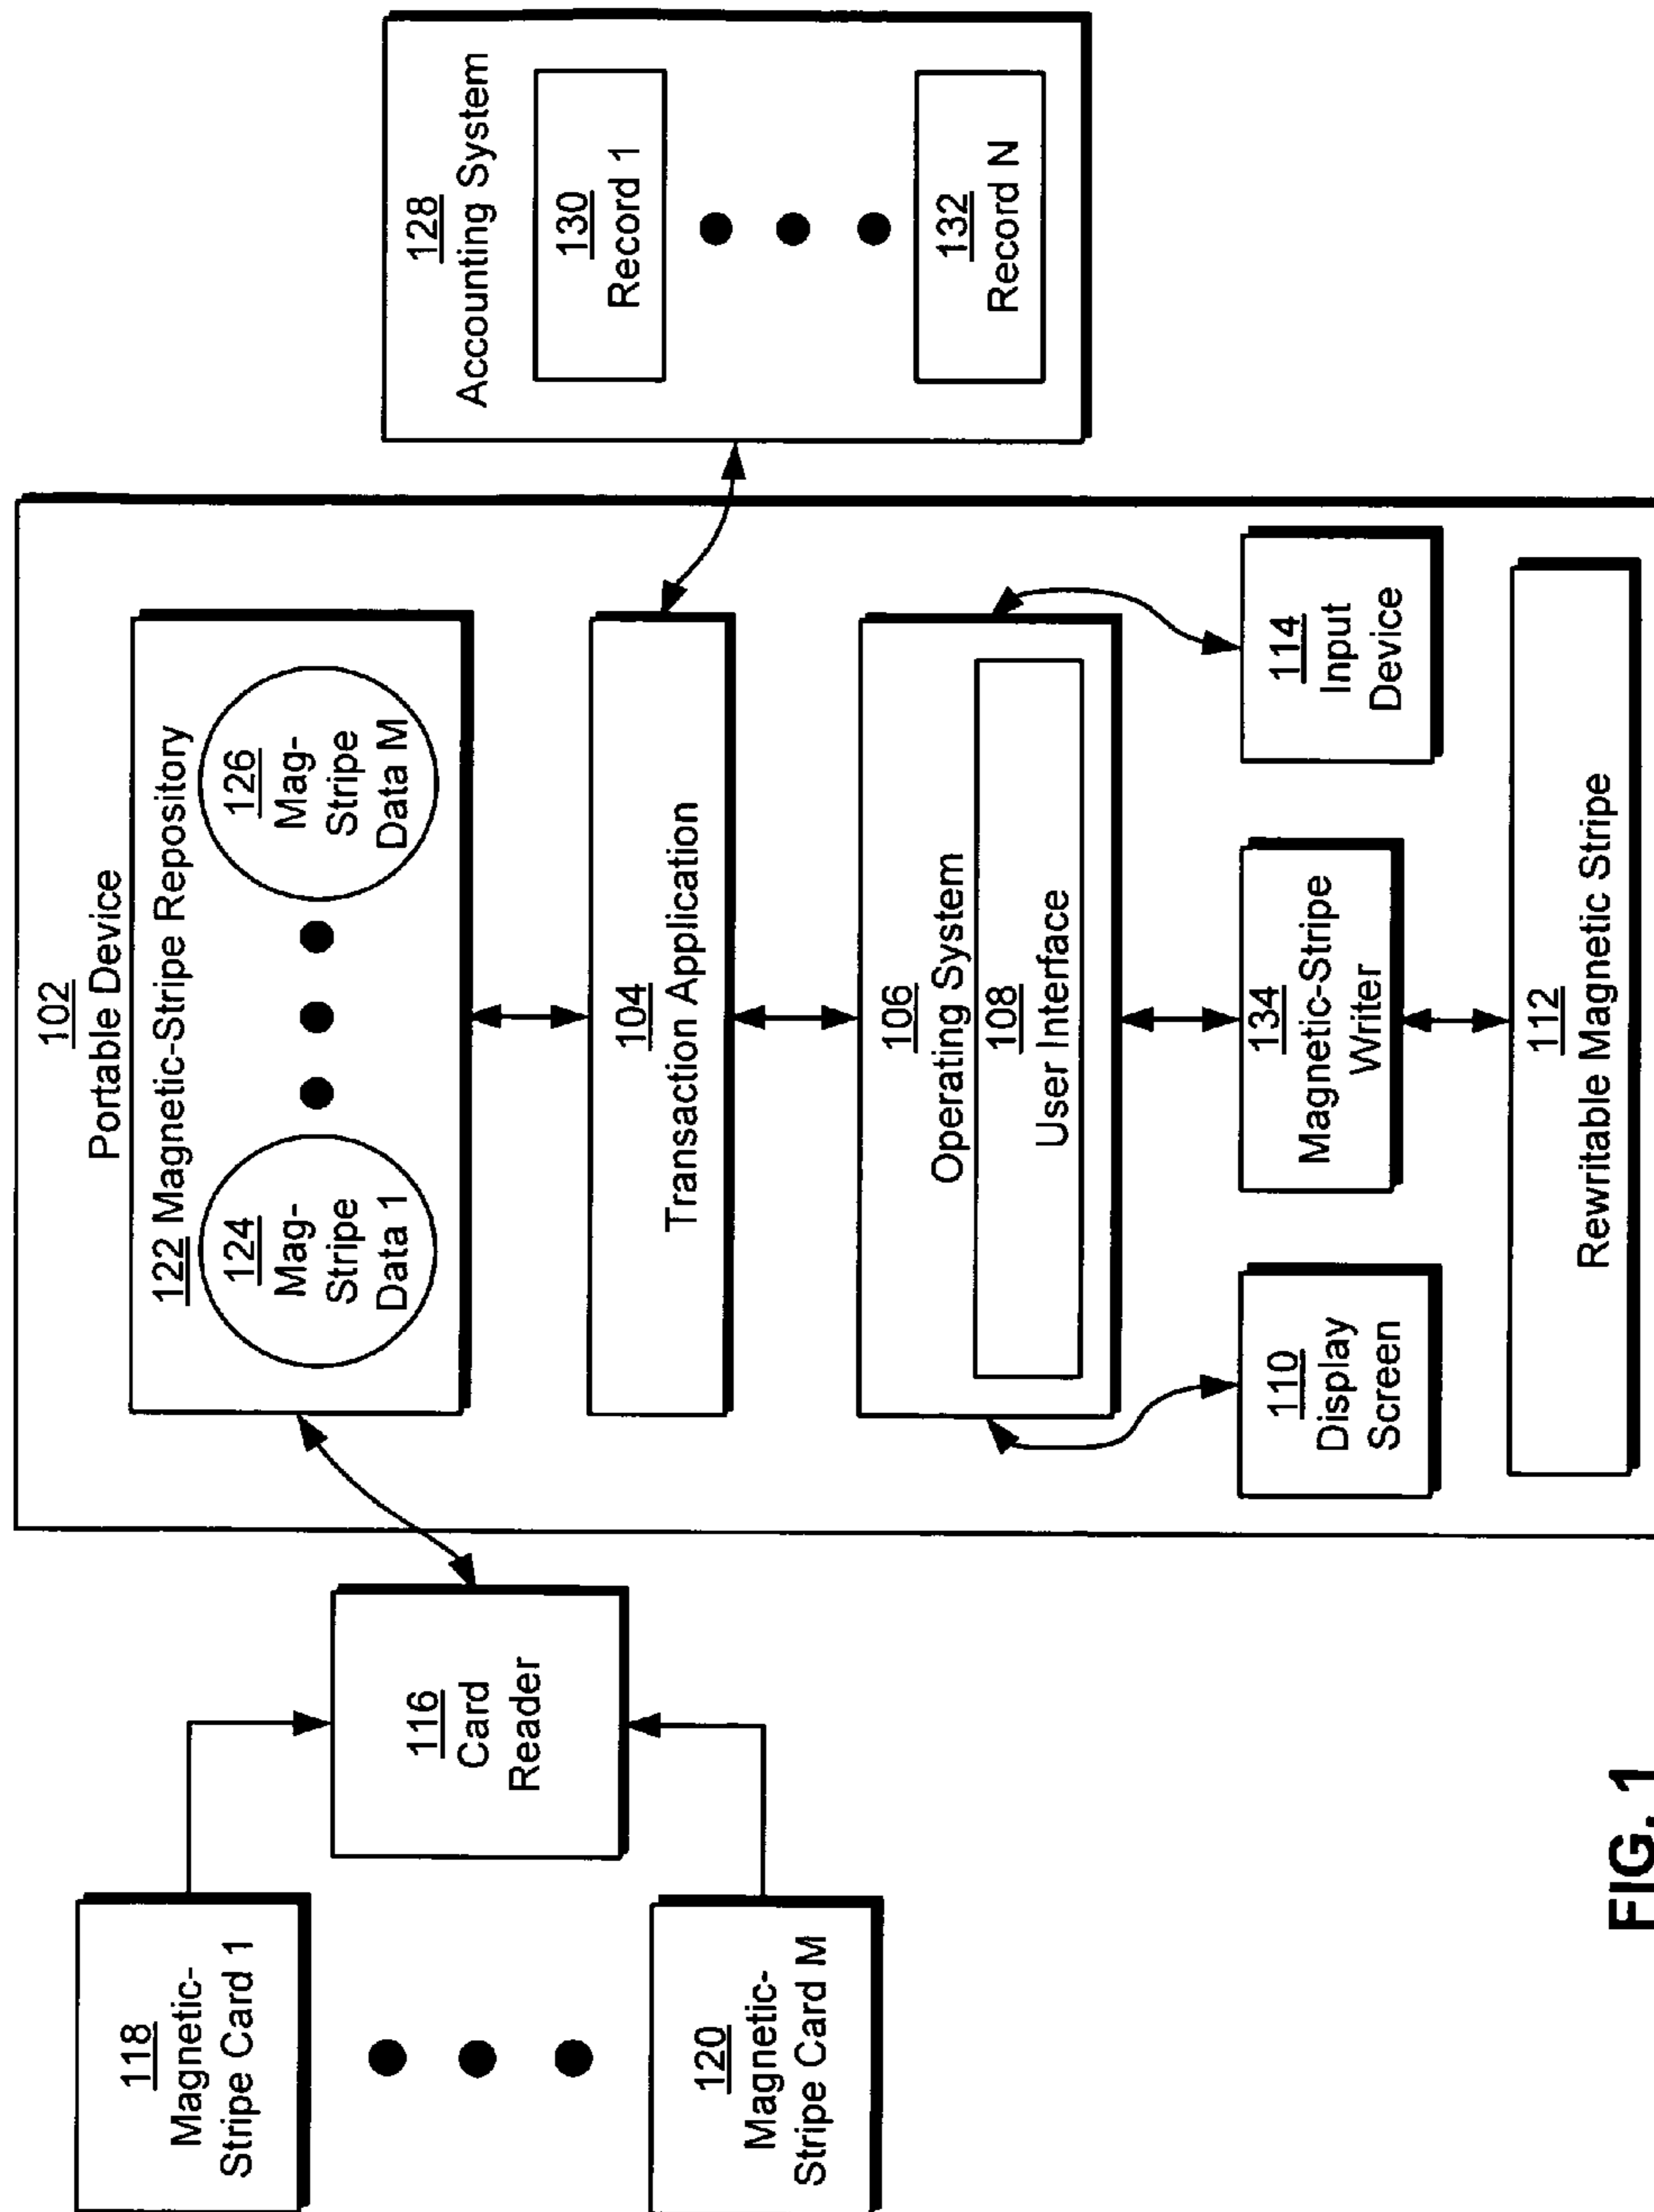 118
Magnetic-
Stripe Card 1
120
Magnetic-
Stripe Card M
116
Card
Reader
102
Portable Device
122 Magnetic-Stripe Repository
124
Mag-
Stripe
Data 1
126
Mag-
Stripe
Data M
104
Transaction Application
106
Operating System
108
User Interface
110
Display
Screen
134
Magnetic-Stripe
Writer
114
Input
Device
112
Rewritable Magnetic Stripe
128
Accounting System
130
Record 1
132
Record N
FIG. 1